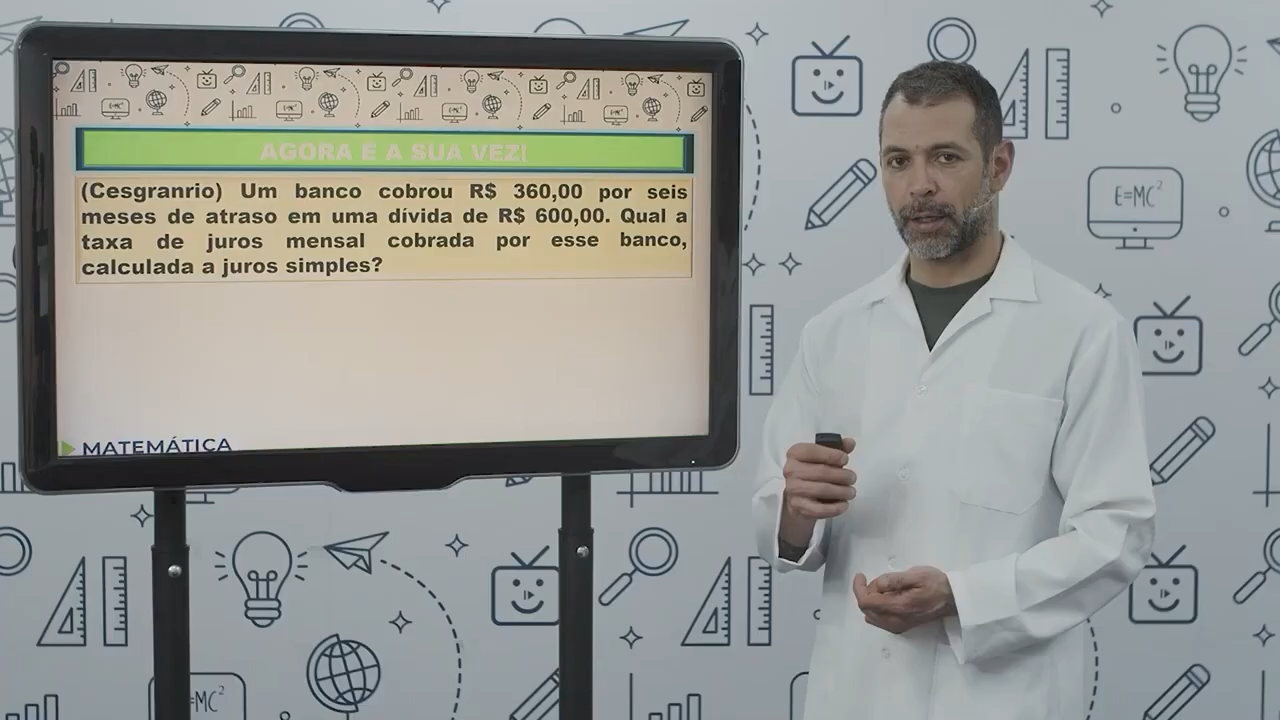 AGORA É A SUA VEZ!
(Cesgranrio) Um banco cobrou R$ 360,00 por seis
meses de atraso em uma dívida de R$ 600,00. Qual a
taxa de juros mensal cobrada por esse banco,
calculada a juros simples?
MATEMÁTICA
E=MC²
=MC²